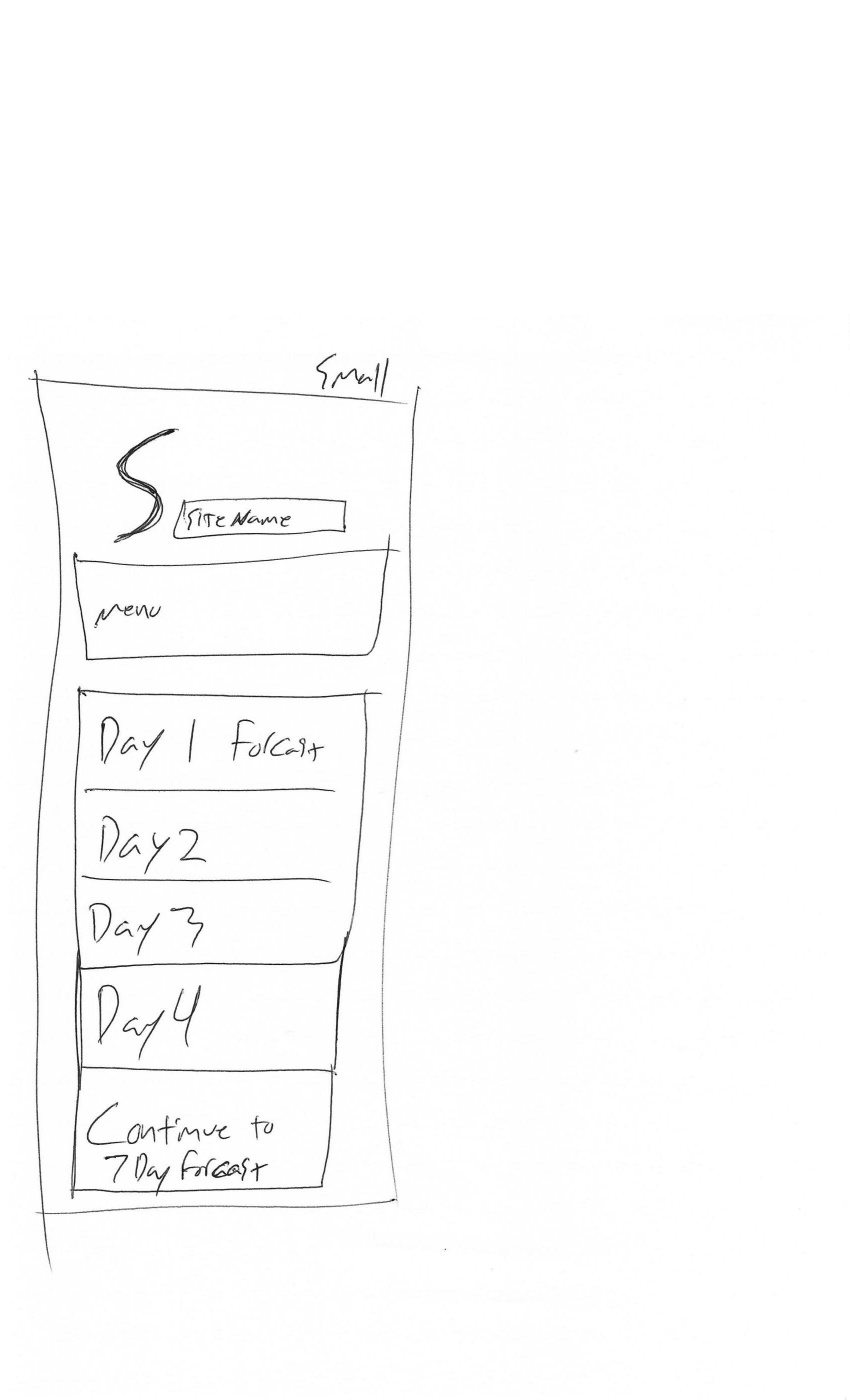 Small
S
Site Name
Menu
Day 1 Forcast
Day 2
Day 3
Day 4
Continue to
7 Day Forcast